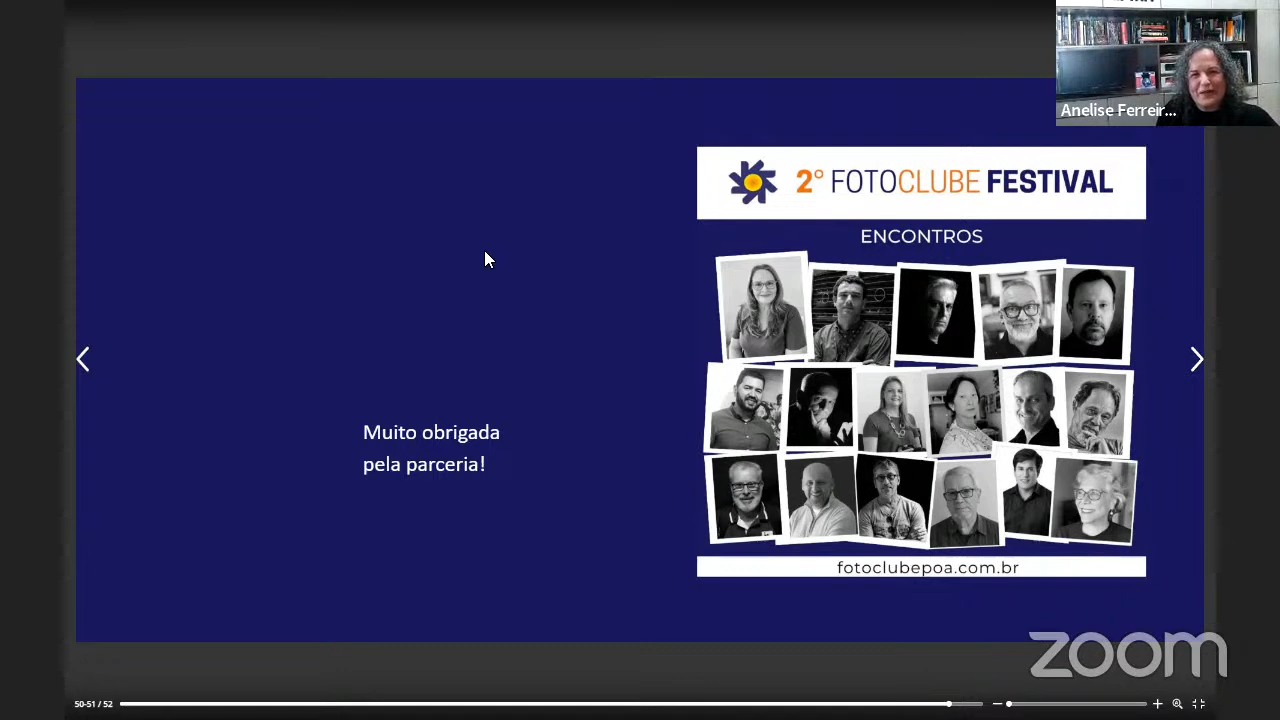 Anelise Ferreir...
2° FOTOCLUBE FESTIVAL
ENCONTROS
Muito obrigada
pela parceria!
fotoclubepoa.com.br
zoom
50-51 / 52